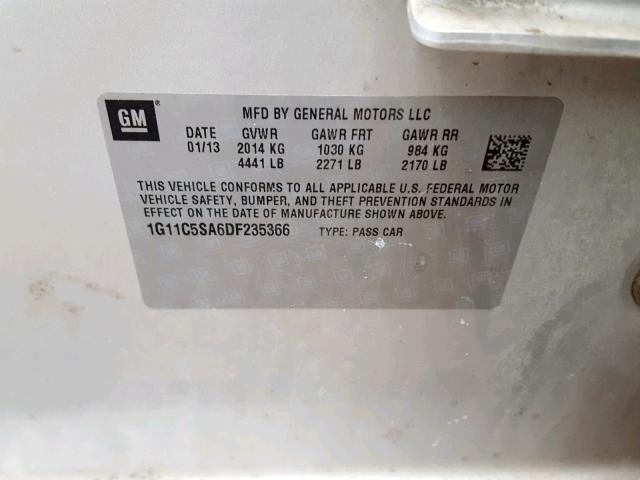 GM ®
MFD BY GENERAL MOTORS LLC
DATE GVWR GAWR FRT GAWR RR
01/13 2014 KG 1030 KG 984 KG
4441 LB 2271 LB 2170 LB
THIS VEHICLE CONFORMS TO ALL APPLICABLE U.S. FEDERAL MOTOR
VEHICLE SAFETY, BUMPER, AND THEFT PREVENTION STANDARDS IN
EFFECT ON THE DATE OF MANUFACTURE SHOWN ABOVE.
1G11C5SA6DF235366 TYPE: PASS CAR